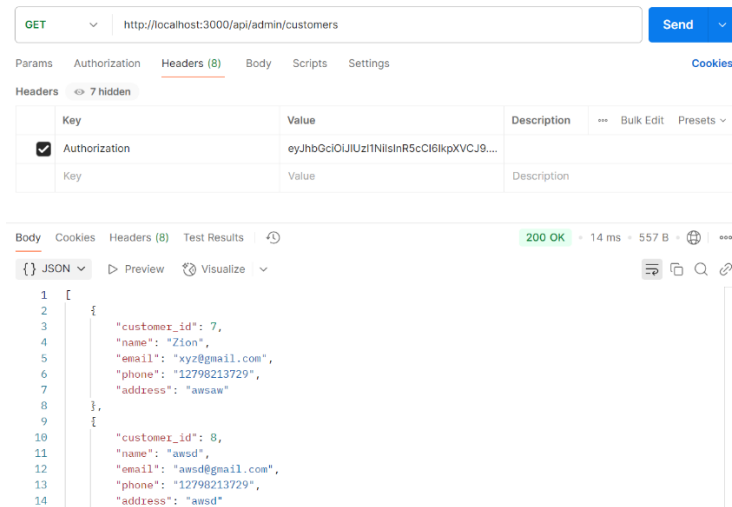 GET http://localhost:3000/api/admin/customers Send
Params Authorization Headers (8) Body Scripts Settings Cookies
Headers 7 hidden
Key Value Description Bulk Edit Presets
Authorization eyJhbGciOiJIUzI1NiIsInR5cCI6IkpXVCJ9....
Key Value Description
Body Cookies Headers (8) Test Results 200 OK 14 ms 557 B
{} JSON Preview Visualize
1 [
2 {
3 "customer_id": 7,
4 "name": "Zion",
5 "email": "xyz@gmail.com",
6 "phone": "12798213729",
7 "address": "awsaw"
8 },
9 {
10 "customer_id": 8,
11 "name": "awsd",
12 "email": "awsd@gmail.com",
13 "phone": "12798213729",
14 "address": "awsd"